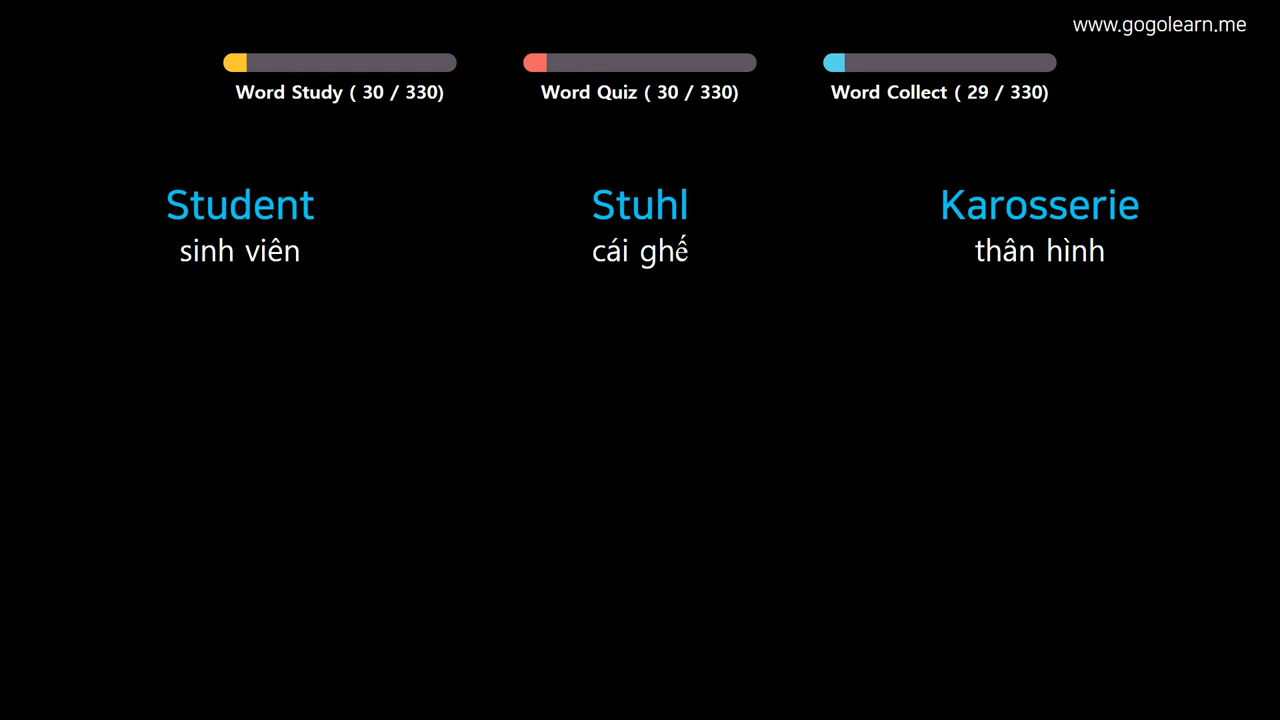 www.gogolearn.me
Word Study ( 30 / 330)
Word Quiz ( 30 / 330)
Word Collect ( 29 / 330)
Student
sinh viên
Stuhl
cái ghế
Karosserie
thân hình